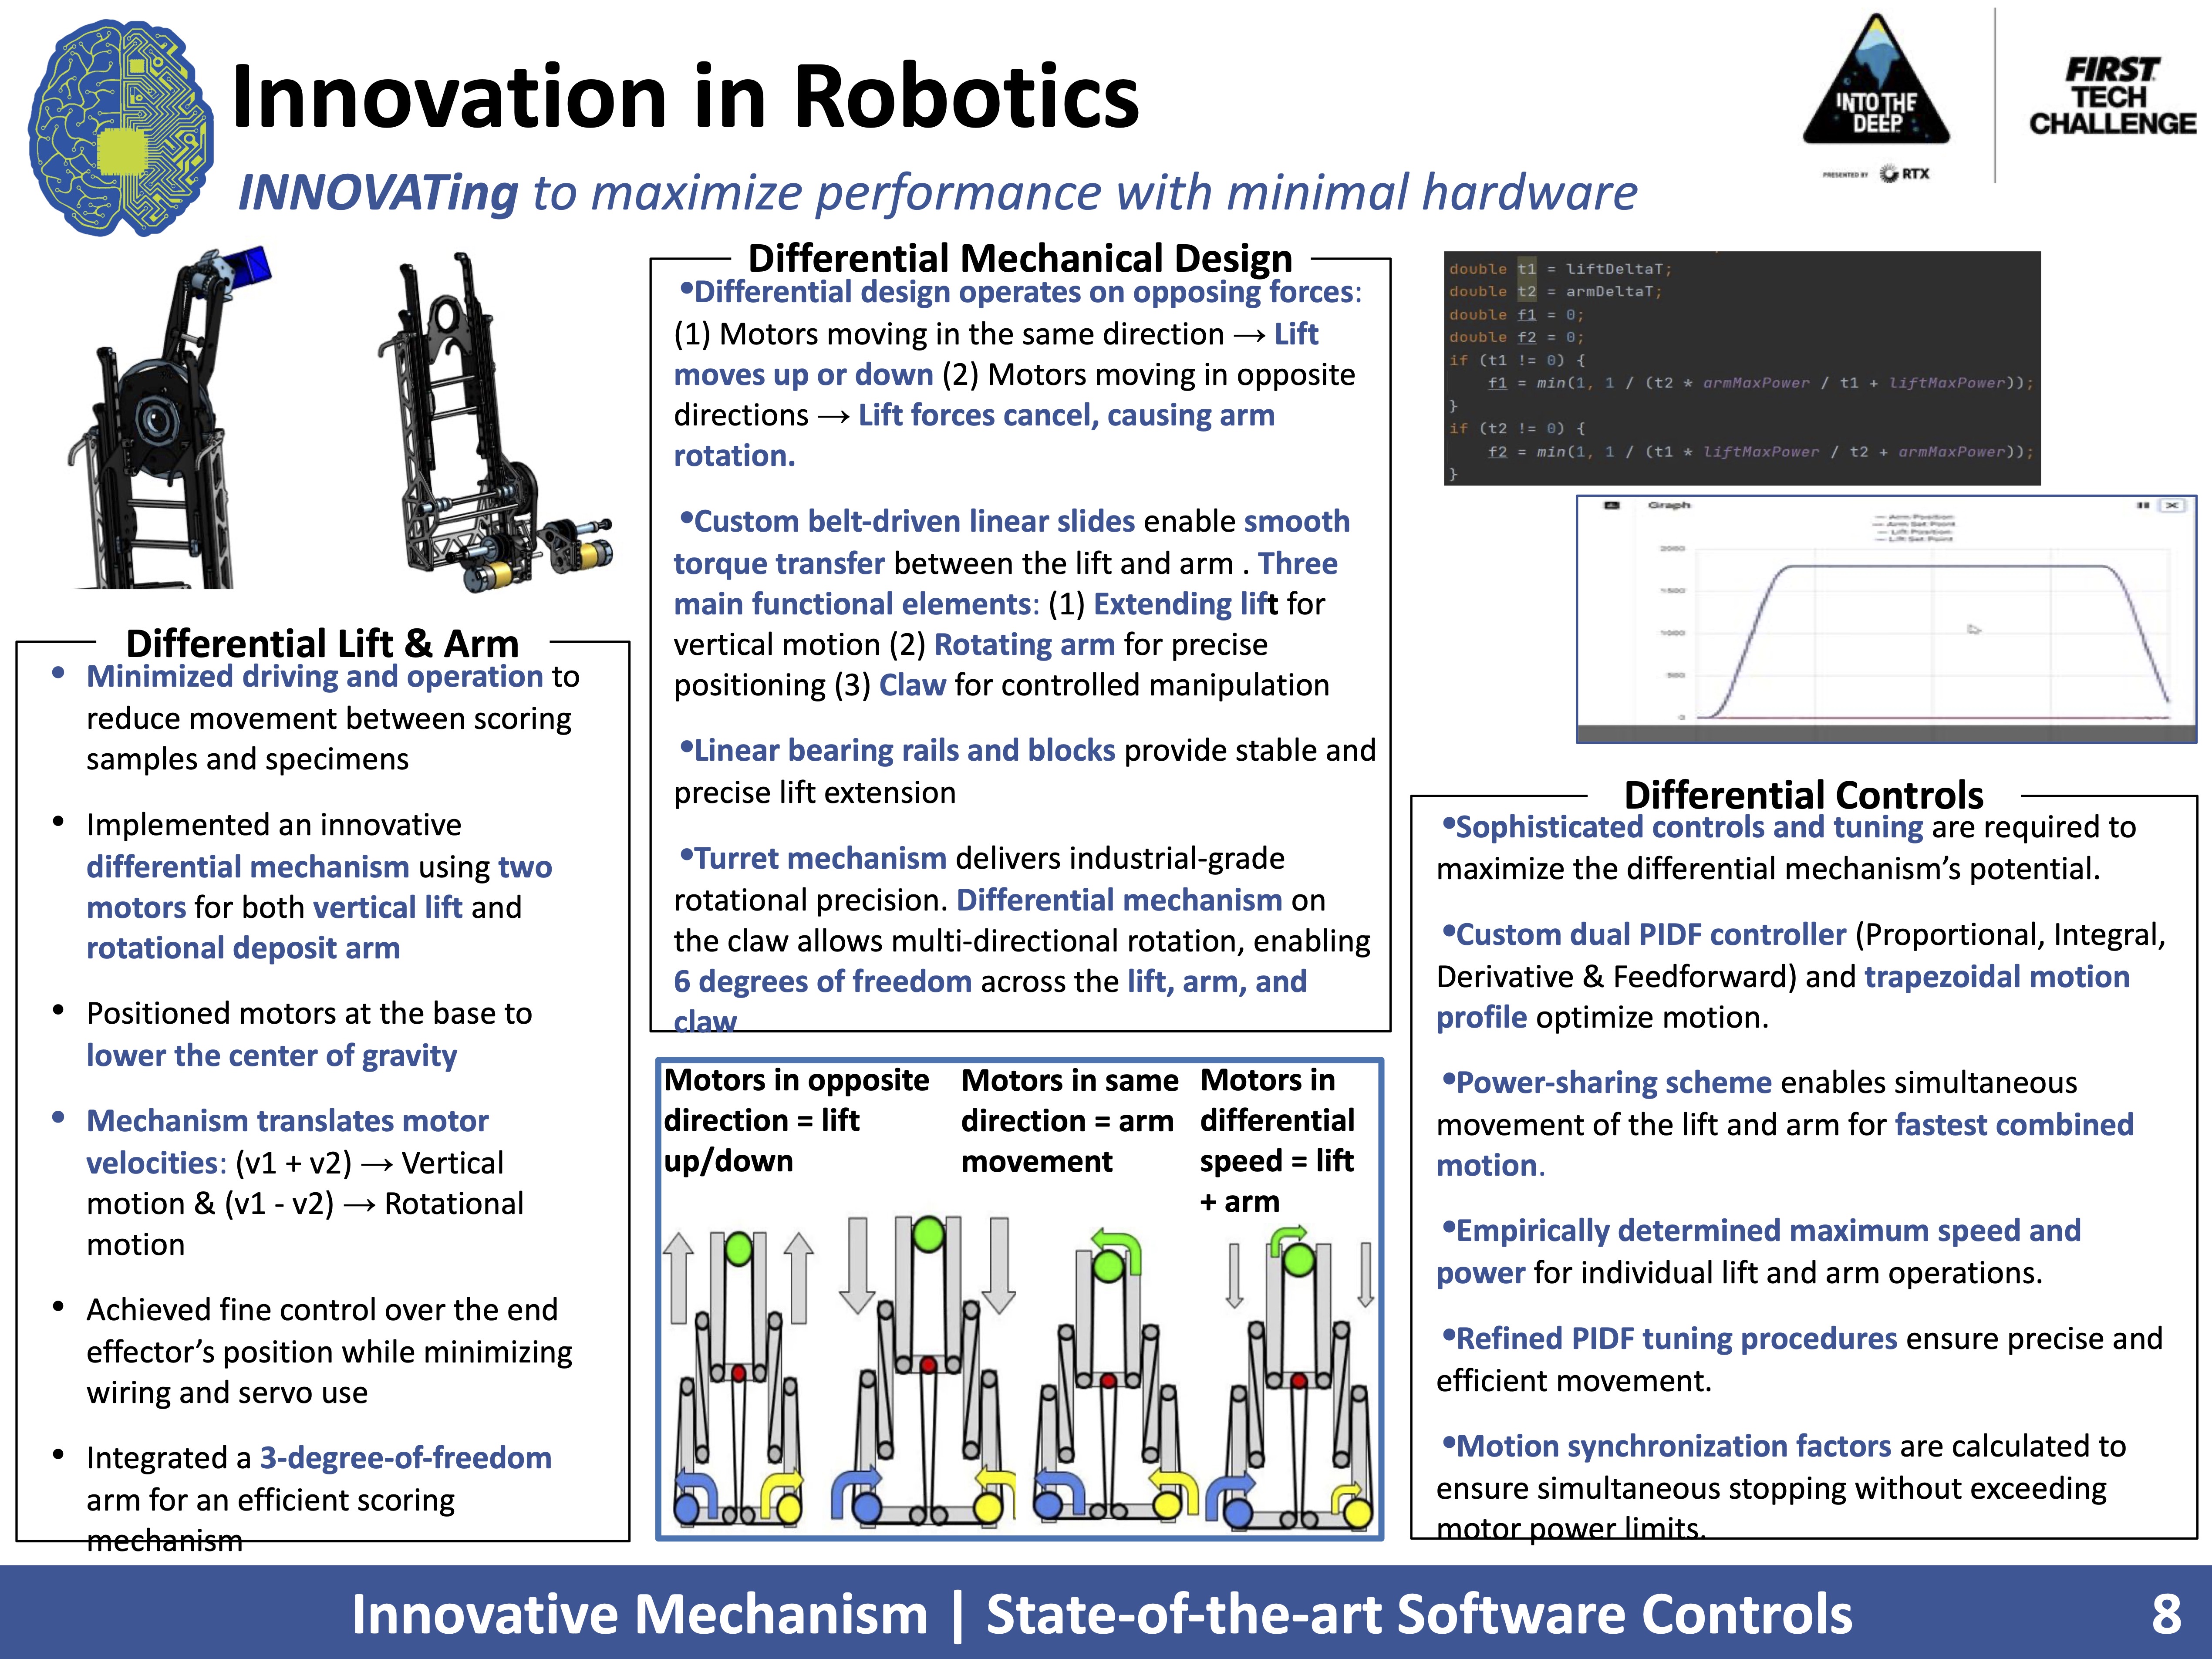 Innovation in Robotics
INNOVATing to maximize performance with minimal hardware
INTO THE
DEEP
PRESENTED BY RTX
FIRST
TECH
CHALLENGE
Differential Lift & Arm
• Minimized driving and operation to
reduce movement between scoring
samples and specimens
• Implemented an innovative
differential mechanism using two
motors for both vertical lift and
rotational deposit arm
• Positioned motors at the base to
lower the center of gravity
• Mechanism translates motor
velocities: (v1 + v2) → Vertical
motion & (v1 - v2) → Rotational
motion
• Achieved fine control over the end
effector’s position while minimizing
wiring and servo use
• Integrated a 3-degree-of-freedom
arm for an efficient scoring
mechanism
Differential Mechanical Design
•Differential design operates on opposing forces:
(1) Motors moving in the same direction → Lift
moves up or down (2) Motors moving in opposite
directions → Lift forces cancel, causing arm
rotation.
•Custom belt-driven linear slides enable smooth
torque transfer between the lift and arm . Three
main functional elements: (1) Extending lift for
vertical motion (2) Rotating arm for precise
positioning (3) Claw for controlled manipulation
•Linear bearing rails and blocks provide stable and
precise lift extension
•Turret mechanism delivers industrial-grade
rotational precision. Differential mechanism on
the claw allows multi-directional rotation, enabling
6 degrees of freedom across the lift, arm, and
claw
Motors in opposite
direction = lift
up/down
Motors in same
direction = arm
movement
Motors in
differential
speed = lift
+ arm
double t1 = liftDeltaT;
double t2 = armDeltaT;
double f1 = 0;
double f2 = 0;
if (t1 != 0) {
f1 = min(1, 1 / (t2 * armMaxPower / t1 + liftMaxPower));
}
if (t2 != 0) {
f2 = min(1, 1 / (t1 * liftMaxPower / t2 + armMaxPower));
}
Graph
Arm Position
Arm Set Point
Lift Position
Lift Set Point
2000
1500
1000
500
0
Differential Controls
•Sophisticated controls and tuning are required to
maximize the differential mechanism’s potential.
•Custom dual PIDF controller (Proportional, Integral,
Derivative & Feedforward) and trapezoidal motion
profile optimize motion.
•Power-sharing scheme enables simultaneous
movement of the lift and arm for fastest combined
motion.
•Empirically determined maximum speed and
power for individual lift and arm operations.
•Refined PIDF tuning procedures ensure precise and
efficient movement.
•Motion synchronization factors are calculated to
ensure simultaneous stopping without exceeding
motor power limits.
Innovative Mechanism | State-of-the-art Software Controls
8